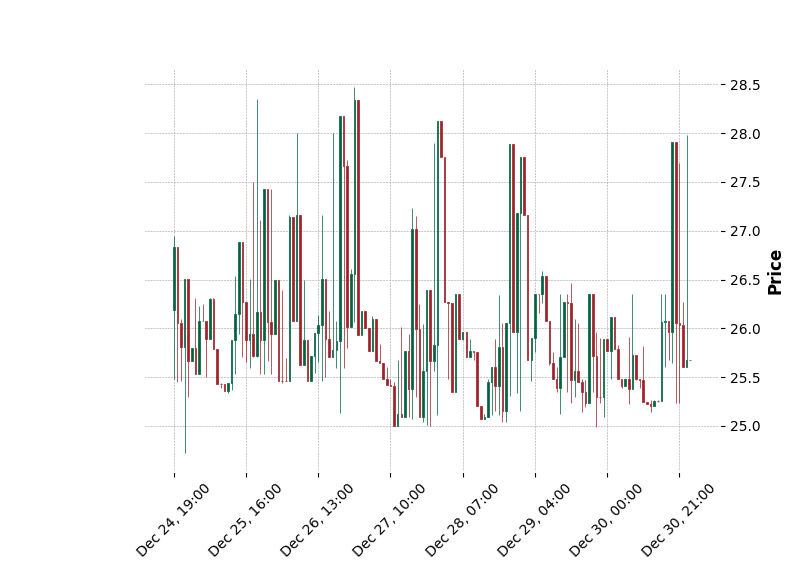 28.5
28.0
27.5
27.0
26.5
26.0
25.5
25.0
Price
Dec 24, 19:00
Dec 25, 16:00
Dec 26, 13:00
Dec 27, 10:00
Dec 28, 07:00
Dec 29, 04:00
Dec 30, 00:00
Dec 30, 21:00